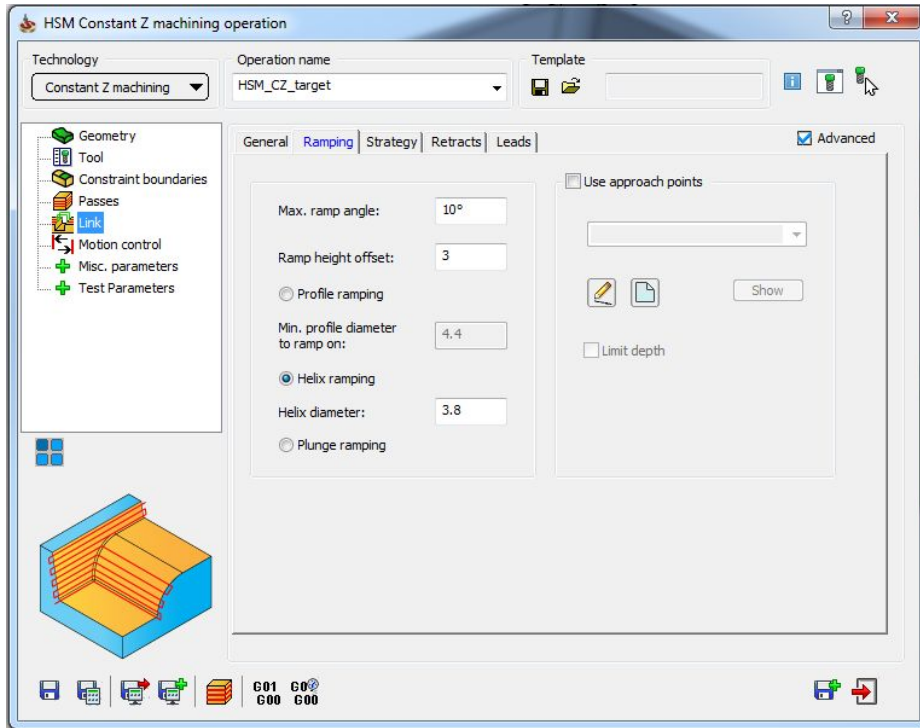 HSM Constant Z machining operation
Technology
Constant Z machining
Operation name
HSM_CZ_target
Template
Geometry
Tool
Constraint boundaries
Passes
Link
Motion control
Misc. parameters
Test Parameters
General Ramping Strategy Retracts Leads
Advanced
Max. ramp angle: 10°
Ramp height offset: 3
Profile ramping
Min. profile diameter
to ramp on: 4.4
Helix ramping
Helix diameter: 3.8
Plunge ramping
Use approach points
Show
Limit depth
G01 G0
G00 G00